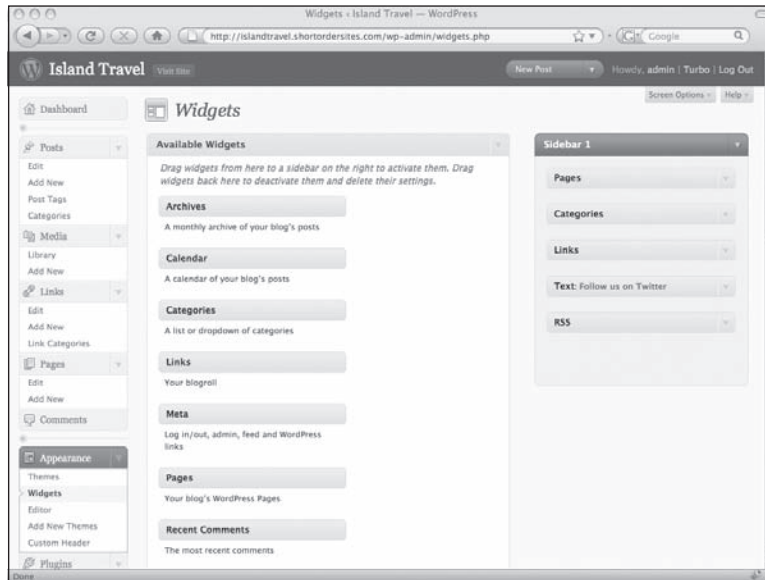 Widgets ‹ Island Travel — WordPress
http://islandtravel.shortordersites.com/wp-admin/widgets.php
Google
Island Travel
Visit Site
New Post
Howdy, admin | Turbo | Log Out
Screen Options
Help
Dashboard
Posts
Edit
Add New
Post Tags
Categories
Media
Library
Add New
Links
Edit
Add New
Link Categories
Pages
Edit
Add New
Comments
Appearance
Themes
Widgets
Editor
Add New Themes
Custom Header
Plugins
Widgets
Available Widgets
Drag widgets from here to a sidebar on the right to activate them. Drag
widgets back here to deactivate them and delete their settings.
Archives
A monthly archive of your blog's posts
Calendar
A calendar of your blog's posts
Categories
A list or dropdown of categories
Links
Your blogroll
Meta
Log in/out, admin, feed and WordPress
links
Pages
Your blog's WordPress Pages
Recent Comments
The most recent comments
Sidebar 1
Pages
Categories
Links
Text: Follow us on Twitter
RSS
Done